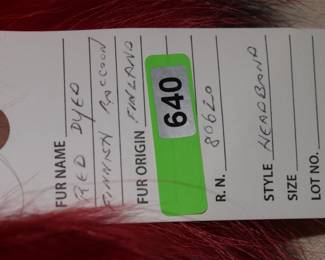 FUR NAME
RED DYED
FINNISH RACCOON
FUR ORIGIN FINLAND
640
R. N. 80620
STYLE HEADBAND
SIZE
LOT NO.